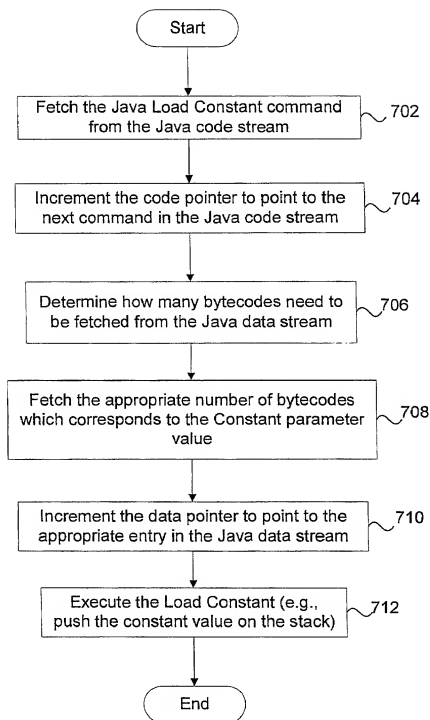 Start
Fetch the Java Load Constant command
from the Java code stream
702
Increment the code pointer to point to the
next command in the Java code stream
704
Determine how many bytecodes need to
be fetched from the Java data stream
706
Fetch the appropriate number of bytecodes
which corresponds to the Constant parameter
value
708
Increment the data pointer to point to the
appropriate entry in the Java data stream
710
Execute the Load Constant (e.g.,
push the constant value on the stack)
712
End